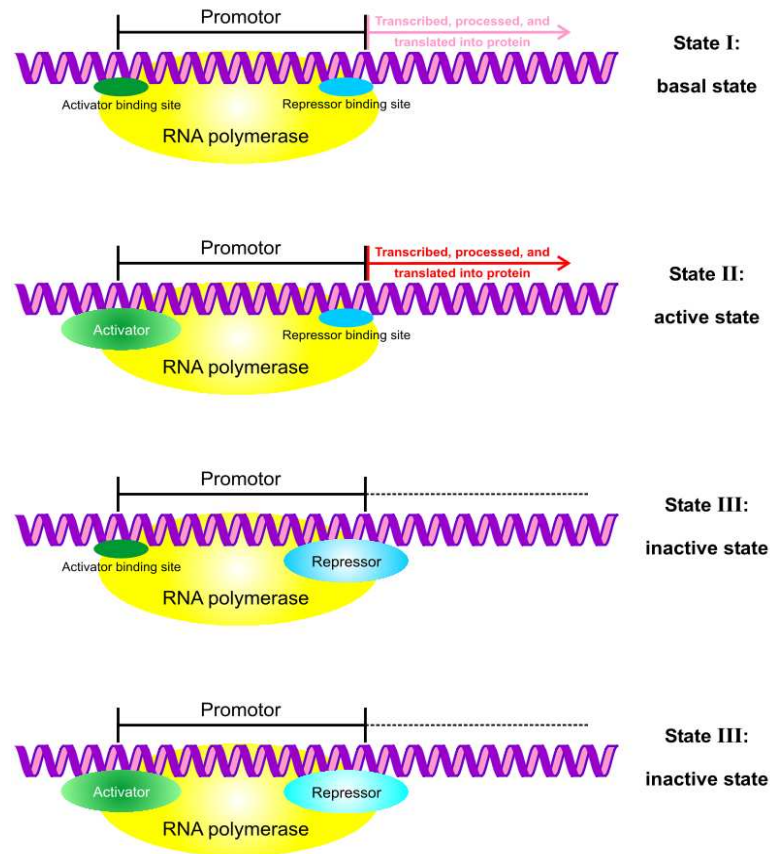 Promotor
Transcribed, processed, and
translated into protein
State I:
basal state
Activator binding site
Repressor binding site
RNA polymerase
Promotor
Transcribed, processed, and
translated into protein
State II:
active state
Activator
Repressor binding site
RNA polymerase
Promotor
State III:
inactive state
Activator binding site
Repressor
RNA polymerase
Promotor
State III:
inactive state
Activator
Repressor
RNA polymerase